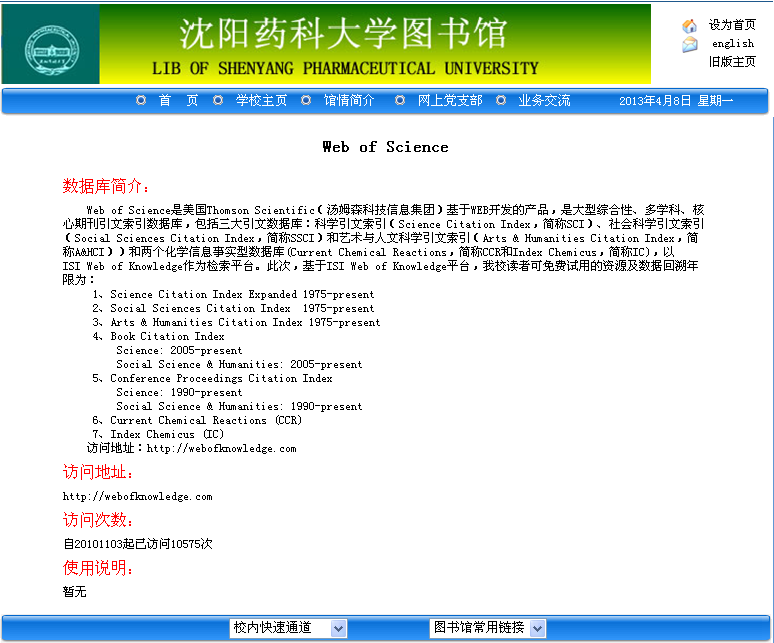 沈阳药科大学图书馆
LIB OF SHENYANG PHARMACEUTICAL UNIVERSITY
设为首页
english
旧版主页
首 页 学校主页 馆情简介 网上党支部 业务交流 2013年4月8日 星期一
Web of Science
数据库简介:
Web of Science是美国Thomson Scientific(汤姆森科技信息集团)基于WEB开发的产品,是大型综合性、多学科、核
心期刊引文索引数据库,包括三大引文数据库:科学引文索引(Science Citation Index,简称SCI)、社会科学引文索引
(Social Sciences Citation Index,简称SSCI)和艺术与人文科学引文索引(Arts & Humanities Citation Index,简
称A&HCI))和两个化学信息事实型数据库(Current Chemical Reactions,简称CCR和Index Chemicus,简称IC),以
ISI Web of Knowledge作为检索平台。此次,基于ISI Web of Knowledge平台,我校读者可免费试用的资源及数据回溯年
限为:
1、Science Citation Index Expanded 1975-present
2、Social Sciences Citation Index 1975-present
3、Arts & Humanities Citation Index 1975-present
4、Book Citation Index
Science: 2005-present
Social Science & Humanities: 2005-present
5、Conference Proceedings Citation Index
Science: 1990-present
Social Science & Humanities: 1990-present
6、Current Chemical Reactions (CCR)
7、Index Chemicus (IC)
访问地址:http://webofknowledge.com
访问地址:
http://webofknowledge.com
访问次数:
自20101103起已访问10575次
使用说明:
暂无
校内快速通道 图书馆常用链接